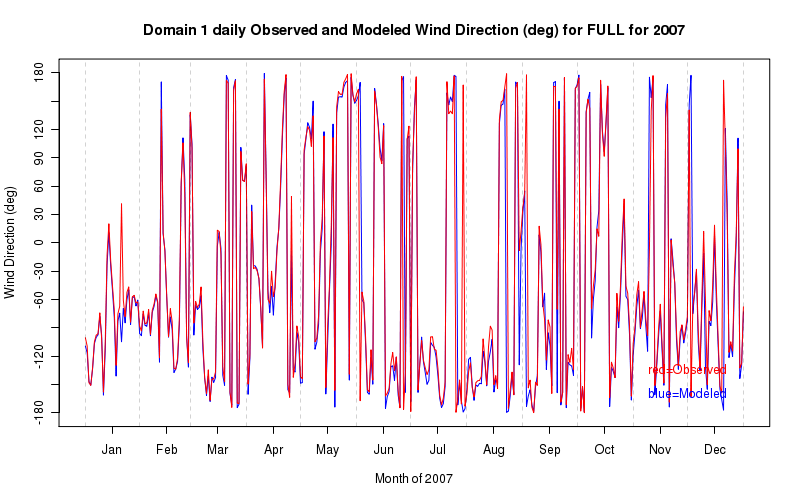 Domain 1 daily Observed and Modeled Wind Direction (deg) for FULL for 2007
Wind Direction (deg)
180
120
90
60
30
0
-30
-60
-120
-180
red=Observed
blue=Modeled
Jan Feb Mar Apr May Jun Jul Aug Sep Oct Nov Dec
Month of 2007